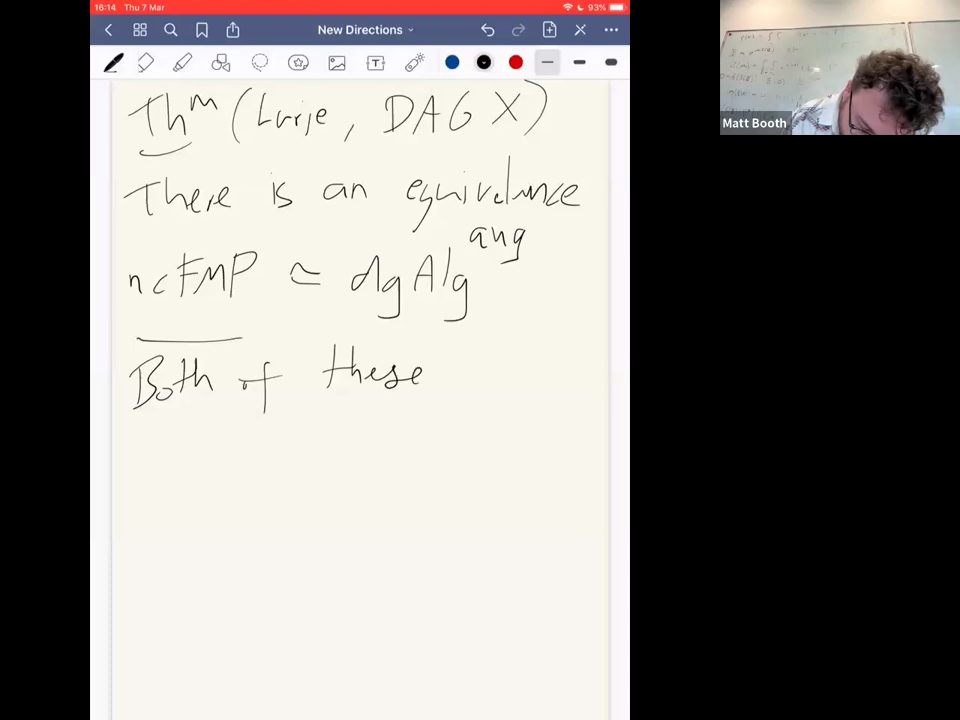 16:14 Thu 7 Mar 93%
New Directions
Thm (Lurie, DAG X)
There is an equivalence
ncFMP ≃ dgAlg^aug
Both of these
Matt Booth